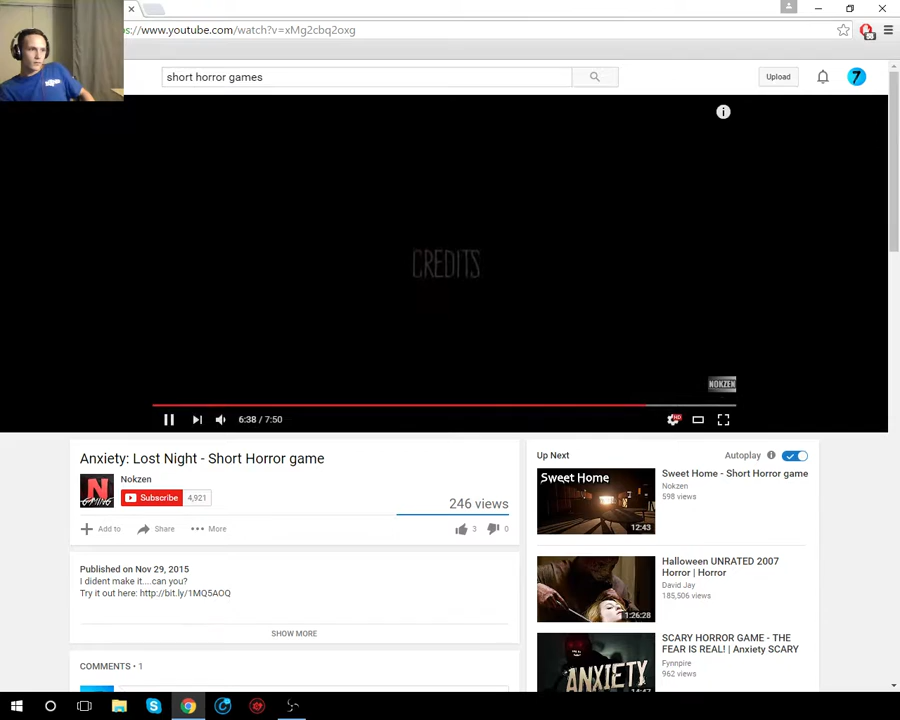 ps://www.youtube.com/watch?v=xMg2cbq2oxg
short horror games
Upload
7
CREDITS
NOKZEN
6:38 / 7:50
HD
Anxiety: Lost Night - Short Horror game
Nokzen
Subscribe 4,921
246 views
Add to Share More
3 0
Published on Nov 29, 2015
I dident make it....can you?
Try it out here: http://bit.ly/1MQ5AOQ
SHOW MORE
COMMENTS • 1
Up Next
Autoplay
Sweet Home
12:43
Sweet Home - Short Horror game
Nokzen
598 views
1:26:28
Halloween UNRATED 2007
Horror | Horror
David Jay
185,506 views
ANXIETY
SCARY HORROR GAME - THE
FEAR IS REAL! | Anxiety SCARY
Fynnpire
962 views